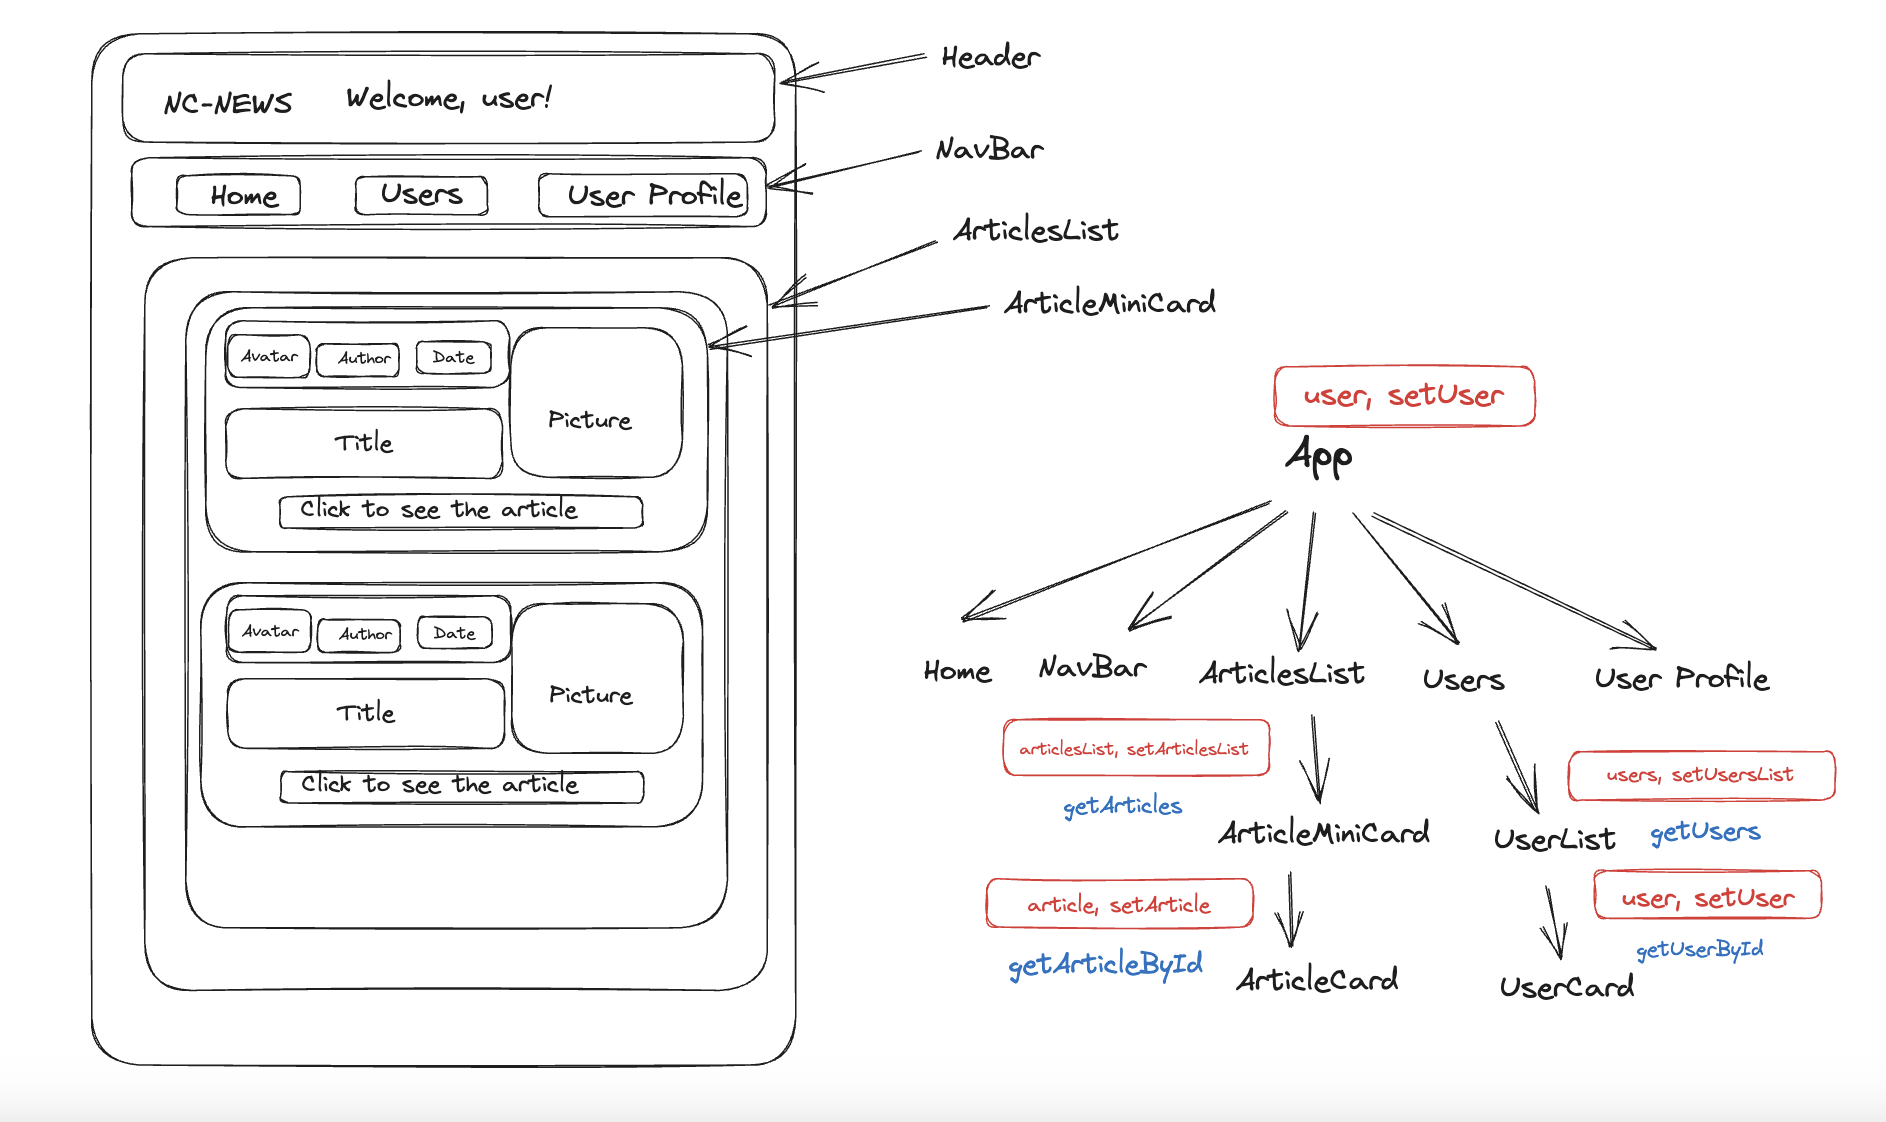 NC-NEWS Welcome, user!
Header
Home Users User Profile
NavBar
ArticlesList
ArticleMiniCard
Avatar Author Date
Title
Picture
Click to see the article
Avatar Author Date
Title
Picture
Click to see the article
user, setUser
App
Home NavBar ArticlesList Users User Profile
articlesList, setArticlesList
getArticles
ArticleMiniCard
article, setArticle
getArticleById
ArticleCard
users, setUsersList
UserList getUsers
user, setUser
getUserById
UserCard